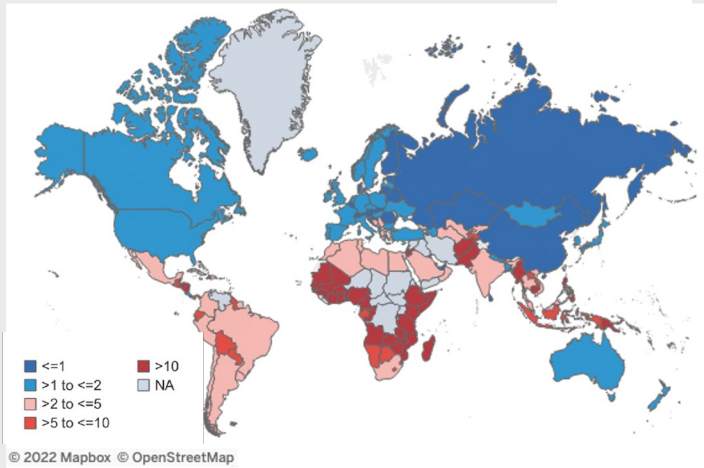 <=1
>1 to <=2
>2 to <=5
>5 to <=10
>10
NA
© 2022 Mapbox © OpenStreetMap